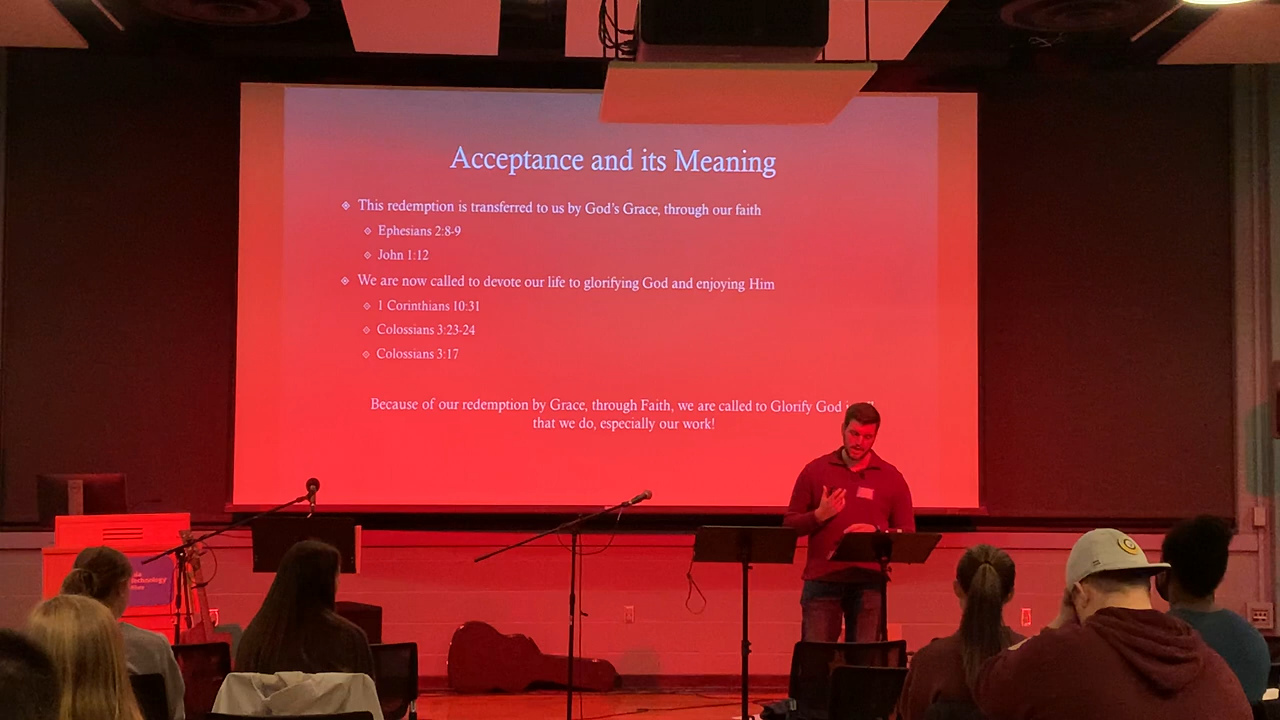 Acceptance and its Meaning
This redemption is transferred to us by God's Grace, through our faith
Ephesians 2:8-9
John 1:12
We are now called to devote our life to glorifying God and enjoying Him
1 Corinthians 10:31
Colossians 3:23-24
Colossians 3:17
Because of our redemption by Grace, through Faith, we are called to Glorify God
that we do, especially our work!